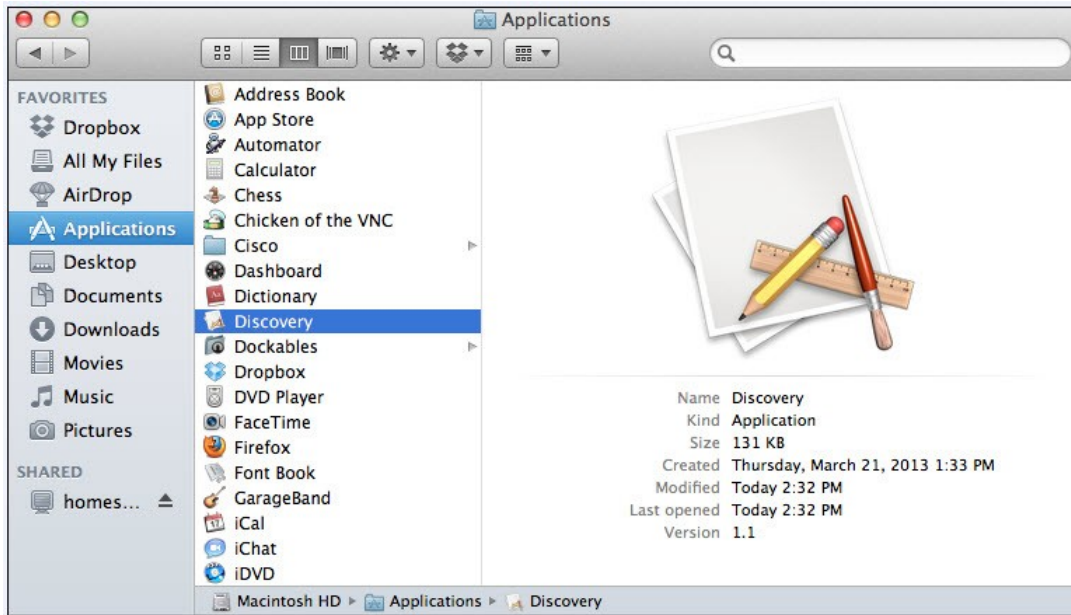 Applications
FAVORITES
Dropbox
All My Files
AirDrop
Applications
Desktop
Documents
Downloads
Movies
Music
Pictures
SHARED
homes...
Address Book
App Store
Automator
Calculator
Chess
Chicken of the VNC
Cisco
Dashboard
Dictionary
Discovery
Dockables
Dropbox
DVD Player
FaceTime
Firefox
Font Book
GarageBand
iCal
iChat
iDVD
Name Discovery
Kind Application
Size 131 KB
Created Thursday, March 21, 2013 1:33 PM
Modified Today 2:32 PM
Last opened Today 2:32 PM
Version 1.1
Macintosh HD ▸ Applications ▸ Discovery